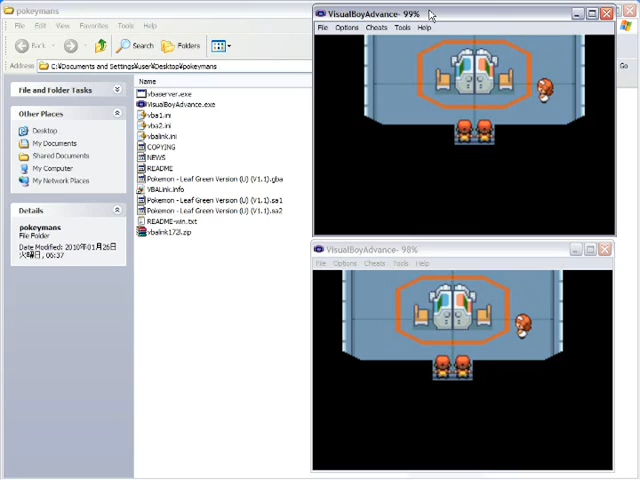 pokeymans
File Edit View Favorites Tools Help
Back Search Folders
Address C:¥Documents and Settings¥user¥Desktop¥pokeymans Go
File and Folder Tasks
Other Places
Desktop
My Documents
Shared Documents
My Computer
My Network Places
Details
pokeymans
File Folder
Date Modified: 2010年01月26日
火曜日, 06:37
Name
vbaserver.exe
VisualBoyAdvance.exe
vba1.ini
vba2.ini
vbalink.ini
COPYING
NEWS
README
Pokemon - Leaf Green Version (U) (V1.1).gba
VBALink.info
Pokemon - Leaf Green Version (U) (V1.1).sa1
Pokemon - Leaf Green Version (U) (V1.1).sa2
README-win.txt
vbalink172l.zip
VisualBoyAdvance- 99%
File Options Cheats Tools Help
VisualBoyAdvance- 98%
File Options Cheats Tools Help